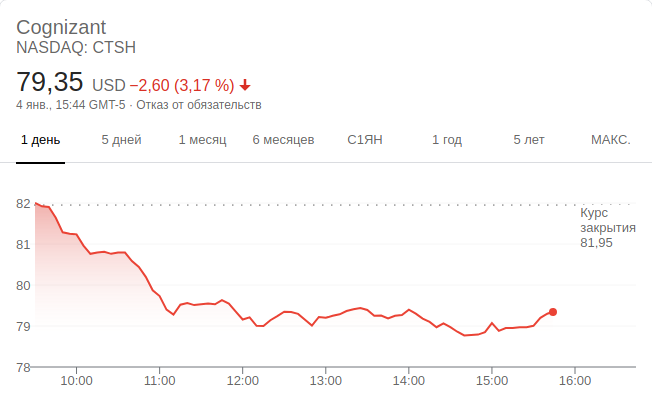 Cognizant
NASDAQ: CTSH
79,35 USD −2,60 (3,17 %)
4 янв., 15:44 GMT-5 · Отказ от обязательств
1 день 5 дней 1 месяц 6 месяцев С1ЯН 1 год 5 лет МАКС.
82
Курс
закрытия
81,95
81
80
79
78
10:00 11:00 12:00 13:00 14:00 15:00 16:00